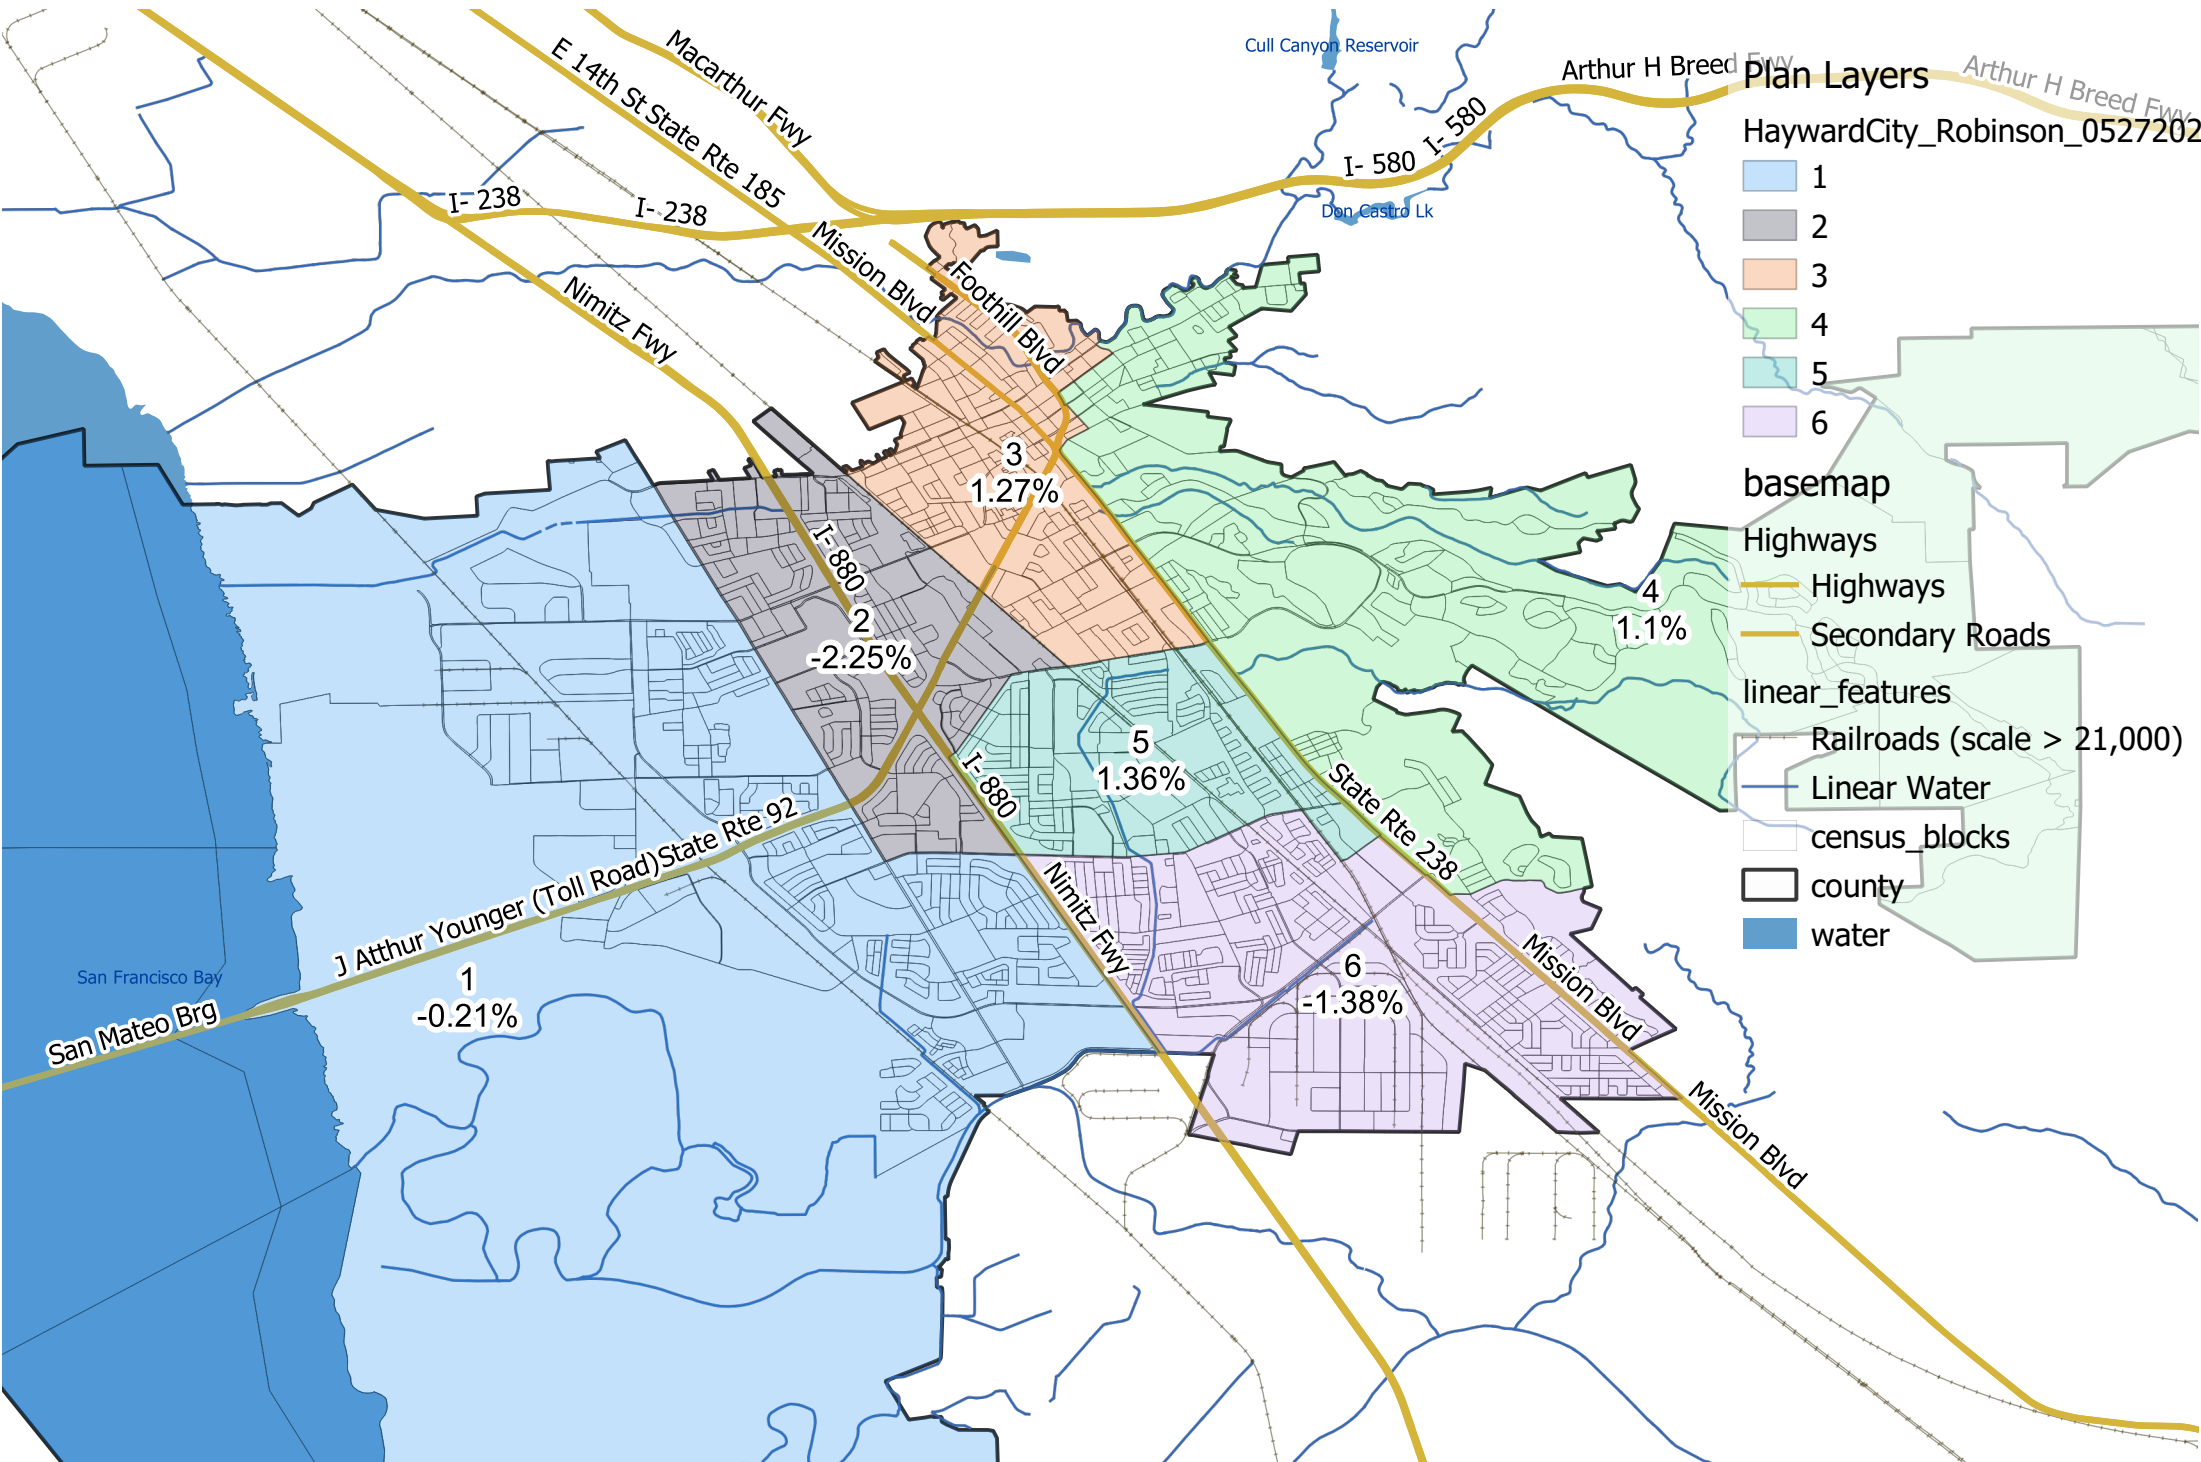 Cull Canyon Reservoir
Macarthur Fwy
E 14th St
State Rte 185
Arthur H Breed Fwy
Arthur H Breed Fwy
I- 580
I- 580
I- 238
I- 238
Don Castro Lk
Mission Blvd
Foothill Blvd
Nimitz Fwy
3
1.27%
I- 880
2
-2.25%
4
1.1%
5
1.36%
I- 880
State Rte 238
State Rte 92
J Atthur Younger (Toll Road)
Nimitz Fwy
San Francisco Bay
San Mateo Brg
1
-0.21%
6
-1.38%
Mission Blvd
Mission Blvd
Plan Layers
HaywardCity_Robinson_0527202
1
2
3
4
5
6
basemap
Highways
Highways
Secondary Roads
linear_features
Railroads (scale > 21,000)
Linear Water
census_blocks
county
water